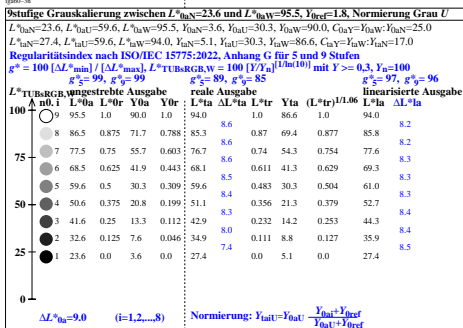 9stufige Grauskalierung zwischen L*0aN=23.6 und L*0aW=95.5, Y0ref=1.8, Normierung Grau U
L*0aN=23.6, L*0aU=59.6, L*0aW=95.5, Y0aN=3.6, Y0aU=30.3, Y0aW=90.0, C0aY=Y0aW:Y0aN=25.0
L*taN=27.4, L*taU=59.6, L*taW=94.0, YtaN=5.1, YtaU=30.3, YtaW=86.6, CtaY=YtaW:YtaN=17.0
Regularitätsindex nach ISO/IEC 15775:2022, Anhang G für 5 und 9 Stufen
g* = 100 [ΔL*min] / [ΔL*max], L*TUBsRGB,W = 100 [Y/Yn]^[1/ln(10)] mit Y >= 0,3, Yn=100
g*5= 99, g*9= 99 g*5= 89, g*9= 85 g*5= 97, g*9= 96
L*TUBsRGB,W angestrebte Ausgabe reale Ausgabe linearisierte Ausgabe
n0. i L*0a L*0r Y0a Y0r L*ta ΔL*ta L*tr Yta (L*tr)^1/1.06 L*la ΔL*la
100
9 95.5 1.0 90.0 1.0 94.0 1.0 86.6 1.0 94.0
8.6 8.2
8 86.5 0.875 71.7 0.788 85.3 0.87 69.4 0.877 85.8
8.6 8.2
75
7 77.5 0.75 55.7 0.603 76.7 0.74 54.3 0.754 77.6
8.6 8.3
6 68.5 0.625 41.9 0.443 68.1 0.611 41.3 0.629 69.3
8.5 8.3
5 59.6 0.5 30.3 0.309 59.6 0.483 30.3 0.504 61.0
8.4 8.3
50
4 50.6 0.375 20.8 0.199 51.1 0.356 21.3 0.379 52.7
8.3 8.4
3 41.6 0.25 13.3 0.112 42.9 0.232 14.2 0.253 44.3
8.0 8.4
2 32.6 0.125 7.6 0.046 34.9 0.111 8.8 0.127 35.9
7.4 8.5
25
1 23.6 0.0 3.6 0.0 27.4 0.0 5.1 0.0 27.4
0
ΔL*0a=9.0 (i=1,2,...,8) Normierung: YtaiU=Y0aU Y0ai+Y0ref
Y0aU+Y0ref